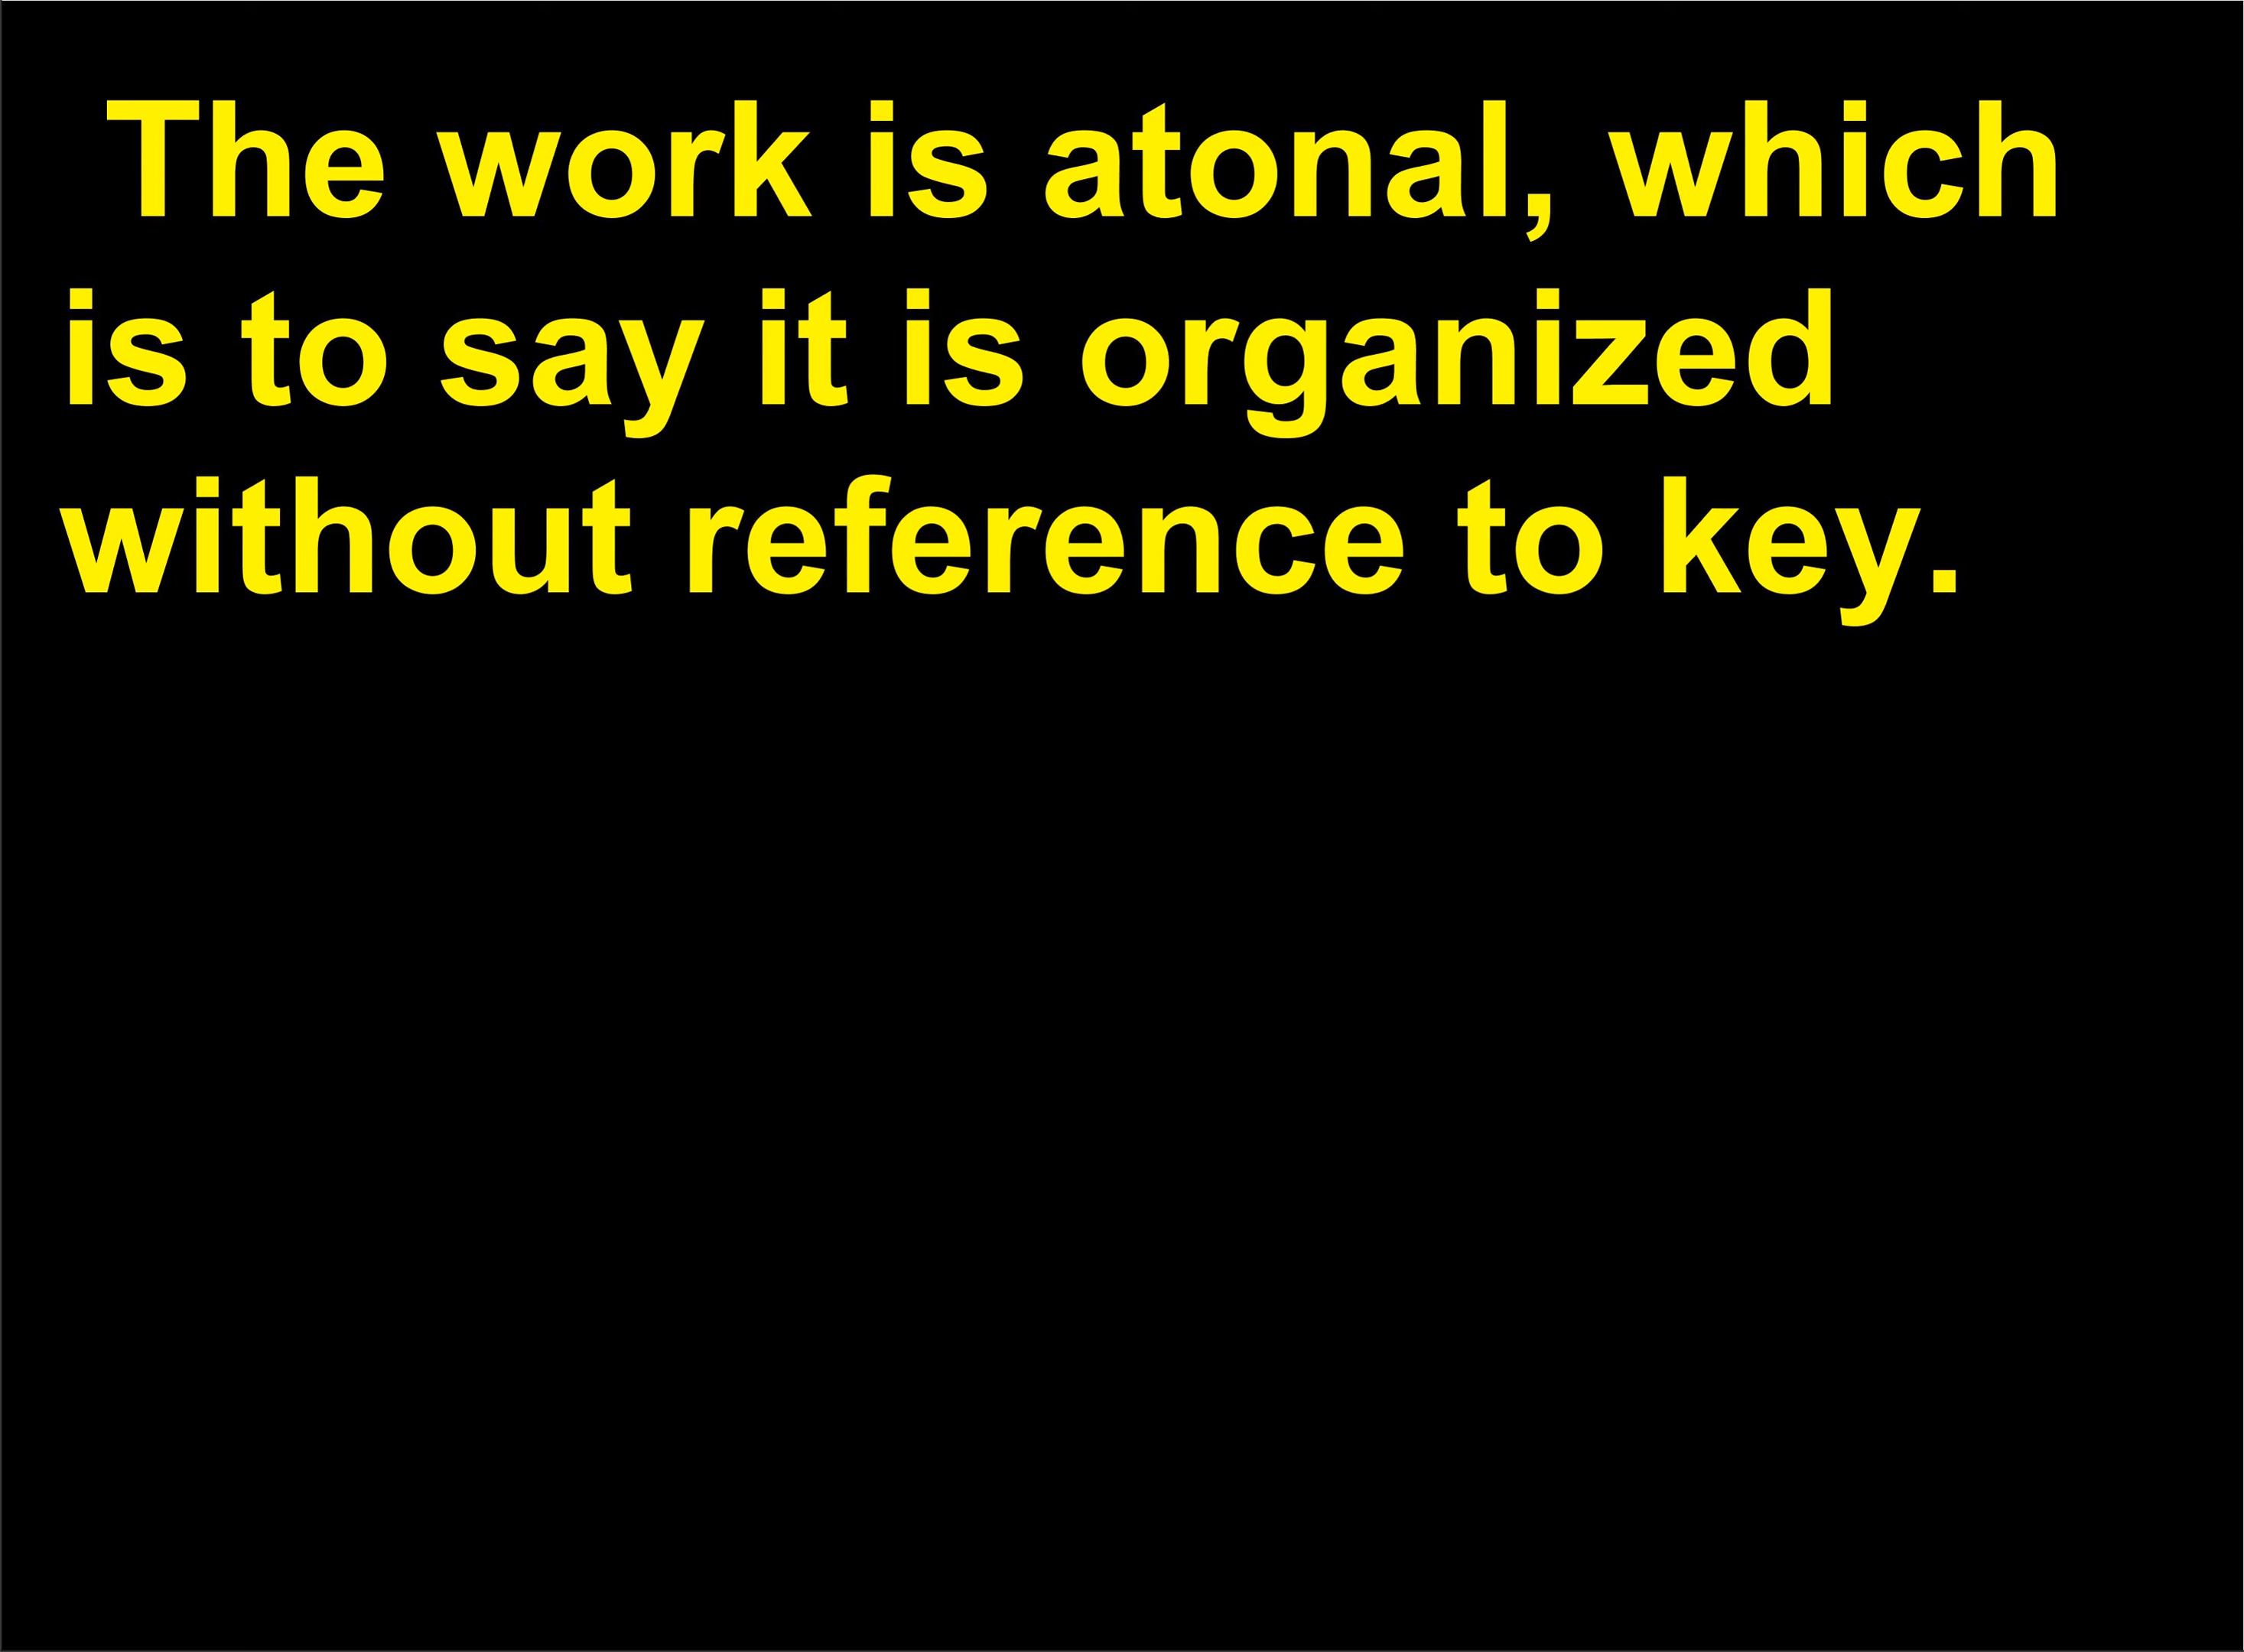 The work is atonal, which
is to say it is organized
without reference to key.